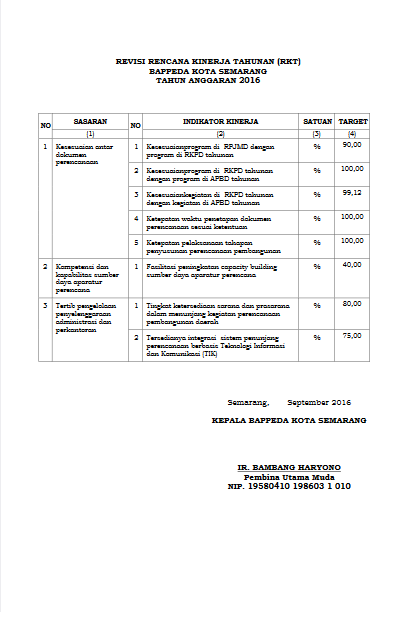 REVISI RENCANA KINERJA TAHUNAN (RKT)
BAPPEDA KOTA SEMARANG
TAHUN ANGGARAN 2016
NO SASARAN NO INDIKATOR KINERJA SATUAN TARGET
(1) (2) (3) (4)
1 Kesesuaian antar dokumen perencanaan 1 Kesesuaianprogram di RPJMD dengan % 90,00
program di RKPD tahunan
2 Kesesuaianprogram di RKPD tahunan % 100,00
dengan program di APBD tahunan
3 Kesesuaiankegiatan di RKPD tahunan % 99,12
dengan kegiatan di APBD tahunan
4 Ketepatan waktu penetapan dokumen % 100,00
perencanaan sesuai ketentuan
5 Ketepatan pelaksanaan tahapan % 100,00
penyusunan perencanaan pembangunan
2 Kompetensi dan 1 Fasilitasi peningkatan capacity building % 40,00
kapabilitas sumber sumber daya aparatur perencana
daya aparatur
perencana
3 Tertib pengelolaan 1 Tingkat ketersediaan sarana dan prasarana % 80,00
penyelenggaraan dalam menunjang kegiatan perencanaan
administrasi dan pembangunan daerah
perkantoran
2 Tersedianya integrasi sistem penunjang % 75,00
perencanaan berbasis Teknologi Informasi
dan Komunikasi (TIK)
Semarang, September 2016
KEPALA BAPPEDA KOTA SEMARANG
IR. BAMBANG HARYONO
Pembina Utama Muda
NIP. 19580410 198603 1 010